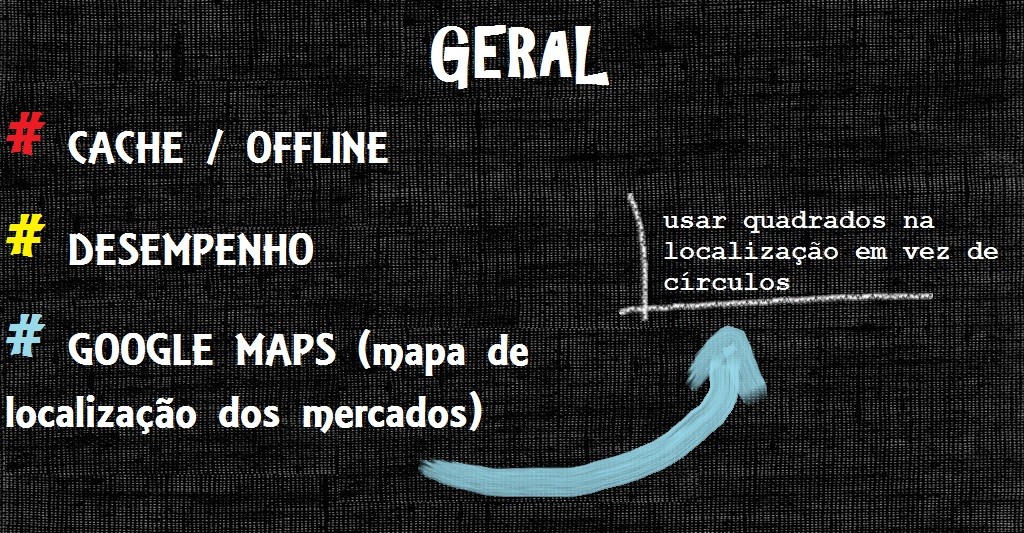 GERAL
# CACHE / OFFLINE
# DESEMPENHO
# GOOGLE MAPS (mapa de
localização dos mercados)
usar quadrados na
localização em vez de
círculos